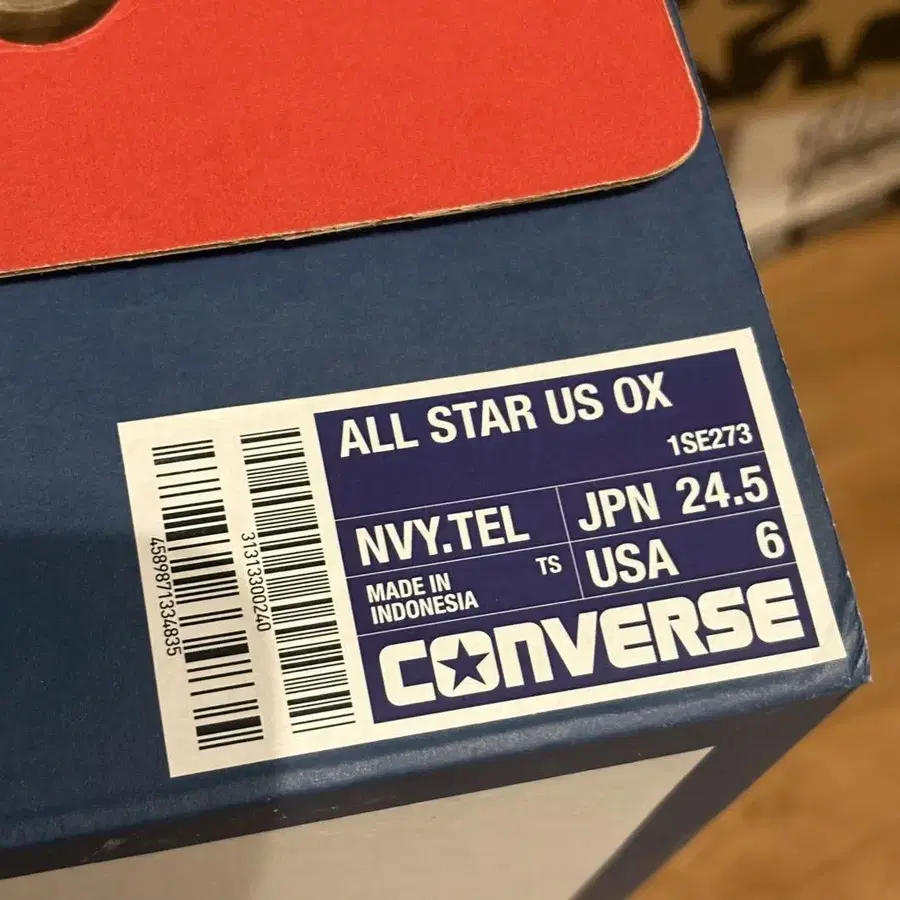 ALL STAR US OX
1SE273
NVY.TEL
JPN 24.5
MADE IN
INDONESIA
TS
USA 6
CONVERSE
4589871334835
31313300240